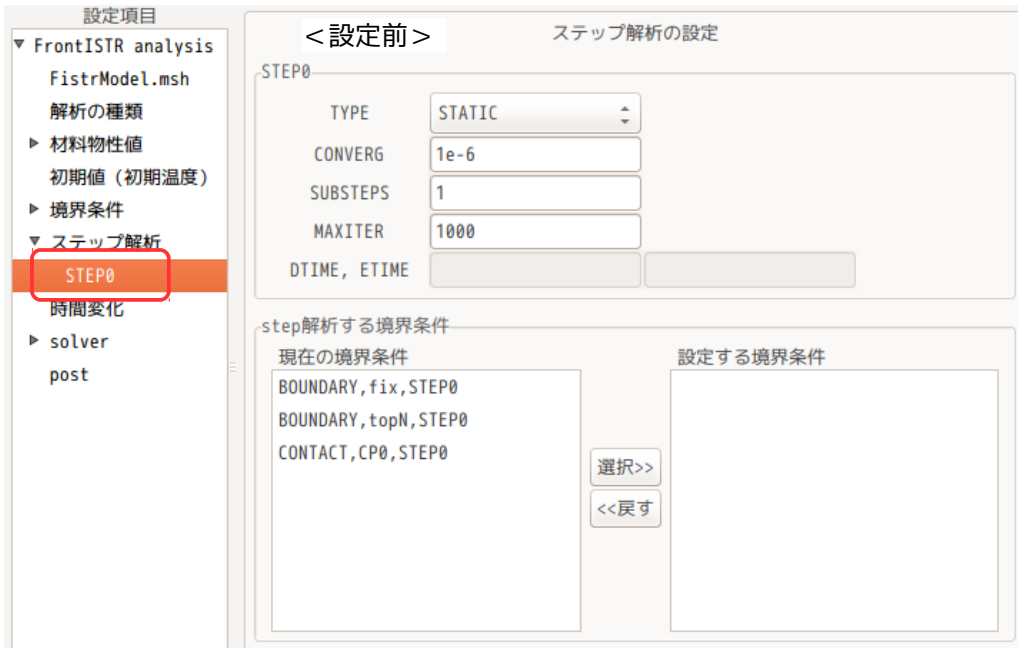 設定項目
FrontISTR analysis
FistrModel.msh
解析の種類
材料物性値
初期値（初期温度）
境界条件
ステップ解析
STEP0
時間変化
solver
post
＜設定前＞
ステップ解析の設定
STEP0
TYPE STATIC
CONVERG 1e-6
SUBSTEPS 1
MAXITER 1000
DTIME, ETIME
step解析する境界条件
現在の境界条件
BOUNDARY,fix,STEP0
BOUNDARY,topN,STEP0
CONTACT,CP0,STEP0
選択>>
<<戻す
設定する境界条件